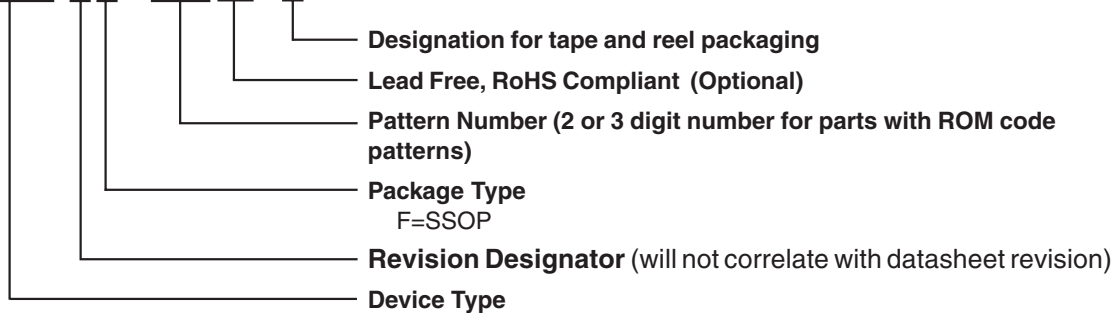 Designation for tape and reel packaging
Lead Free, RoHS Compliant (Optional)
Pattern Number (2 or 3 digit number for parts with ROM code
patterns)
Package Type
F=SSOP
Revision Designator (will not correlate with datasheet revision)
Device Type